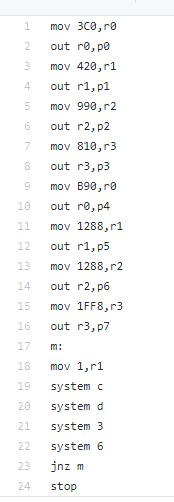 1 mov 3C0,r0
2 out r0,p0
3 mov 420,r1
4 out r1,p1
5 mov 990,r2
6 out r2,p2
7 mov 810,r3
8 out r3,p3
9 mov B90,r0
10 out r0,p4
11 mov 1288,r1
12 out r1,p5
13 mov 1288,r2
14 out r2,p6
15 mov 1FF8,r3
16 out r3,p7
17 m:
18 mov 1,r1
19 system c
20 system d
21 system 3
22 system 6
23 jnz m
24 stop